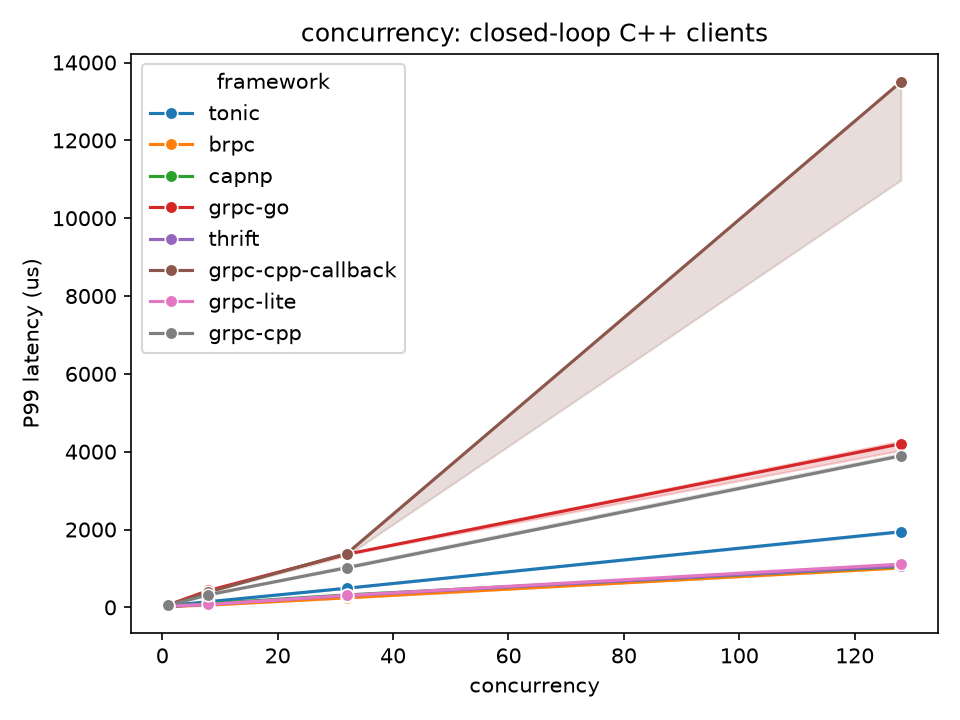 concurrency: closed-loop C++ clients
P99 latency (us)
14000
12000
10000
8000
6000
4000
2000
0
framework
tonic
brpc
capnp
grpc-go
thrift
grpc-cpp-callback
grpc-lite
grpc-cpp
0 20 40 60 80 100 120
concurrency